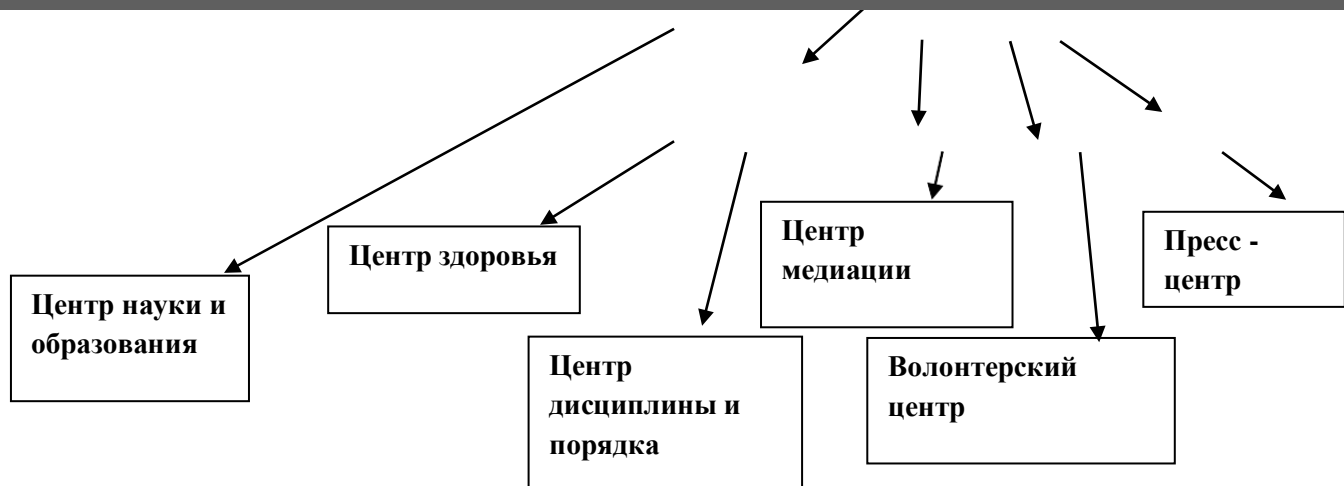 Центр науки и
образования
Центр здоровья
Центр
дисциплины и
порядка
Центр
медиации
Волонтерский
центр
Пресс -
центр